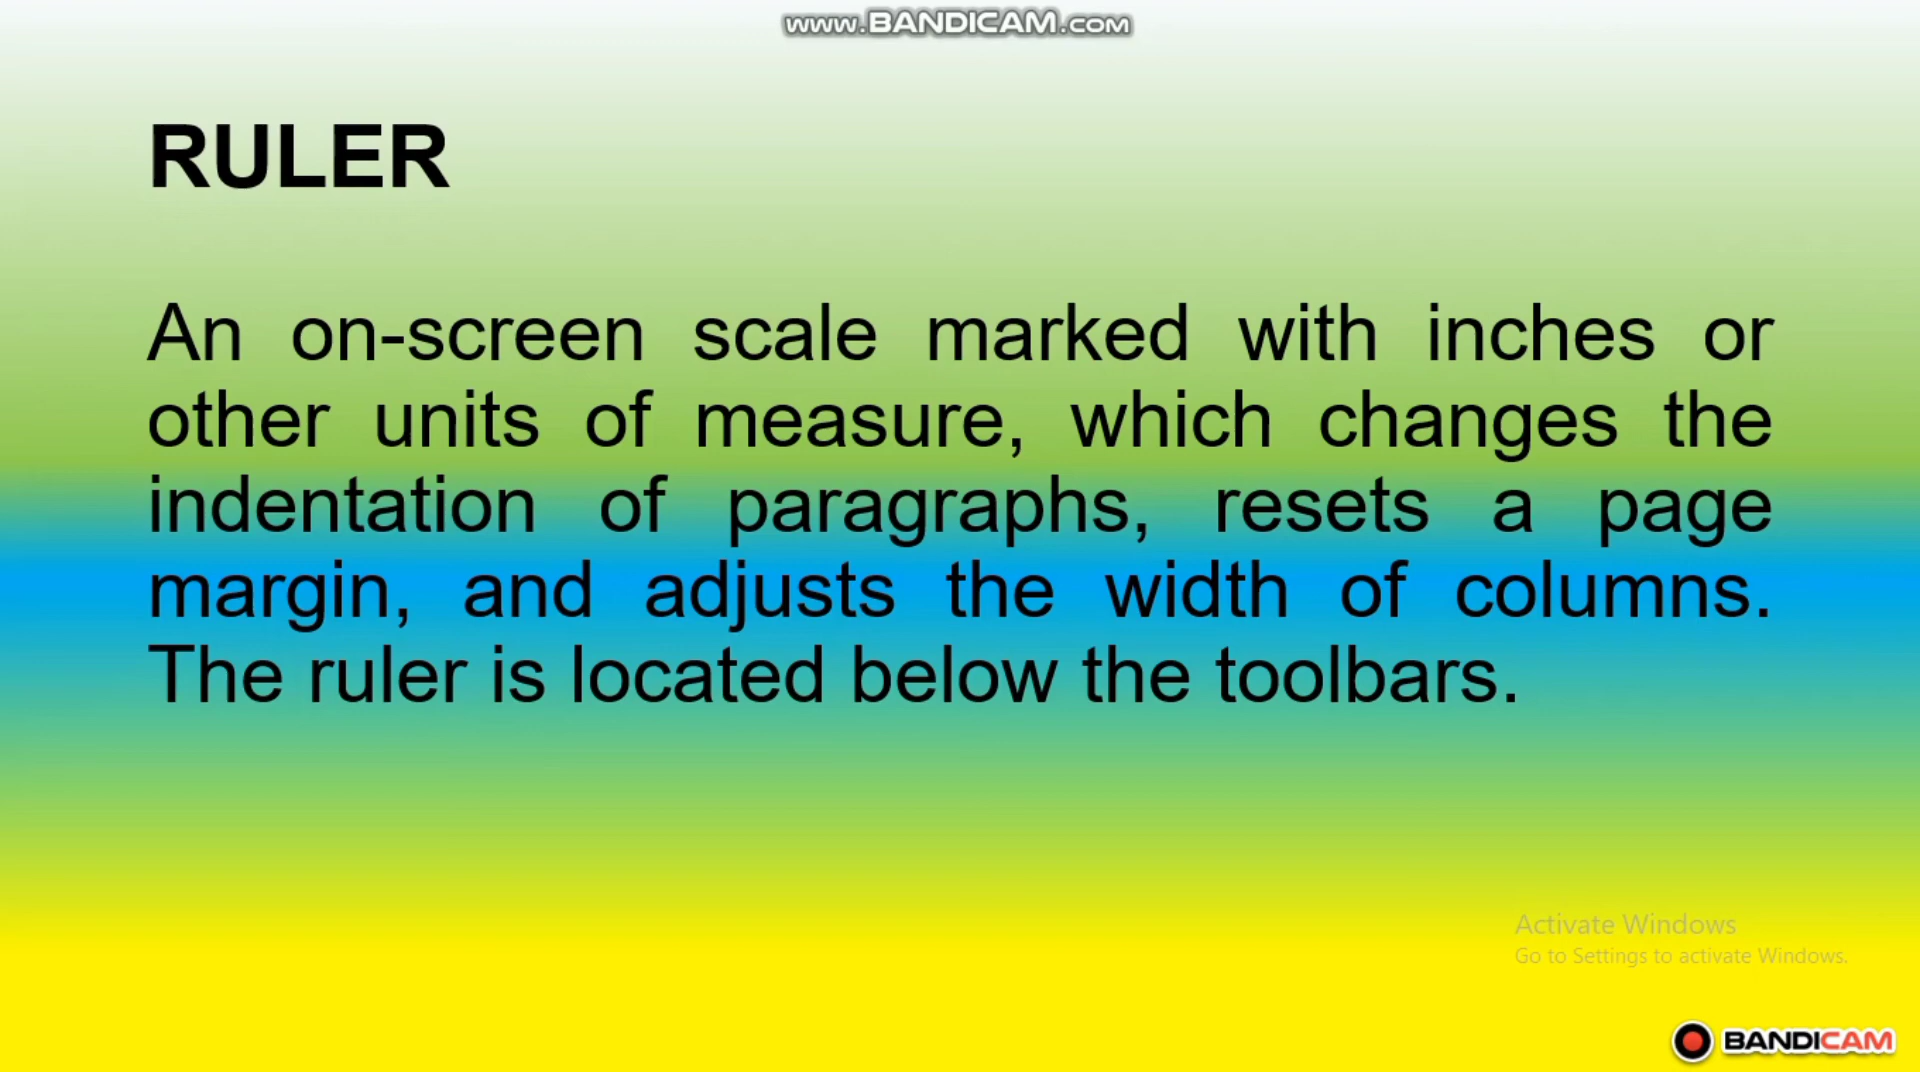 www.BANDICAM.com
RULER
An on-screen scale marked with inches or
other units of measure, which changes the
indentation of paragraphs, resets a page
margin, and adjusts the width of columns.
The ruler is located below the toolbars.
Activate Windows
Go to Settings to activate Windows.
BANDICAM